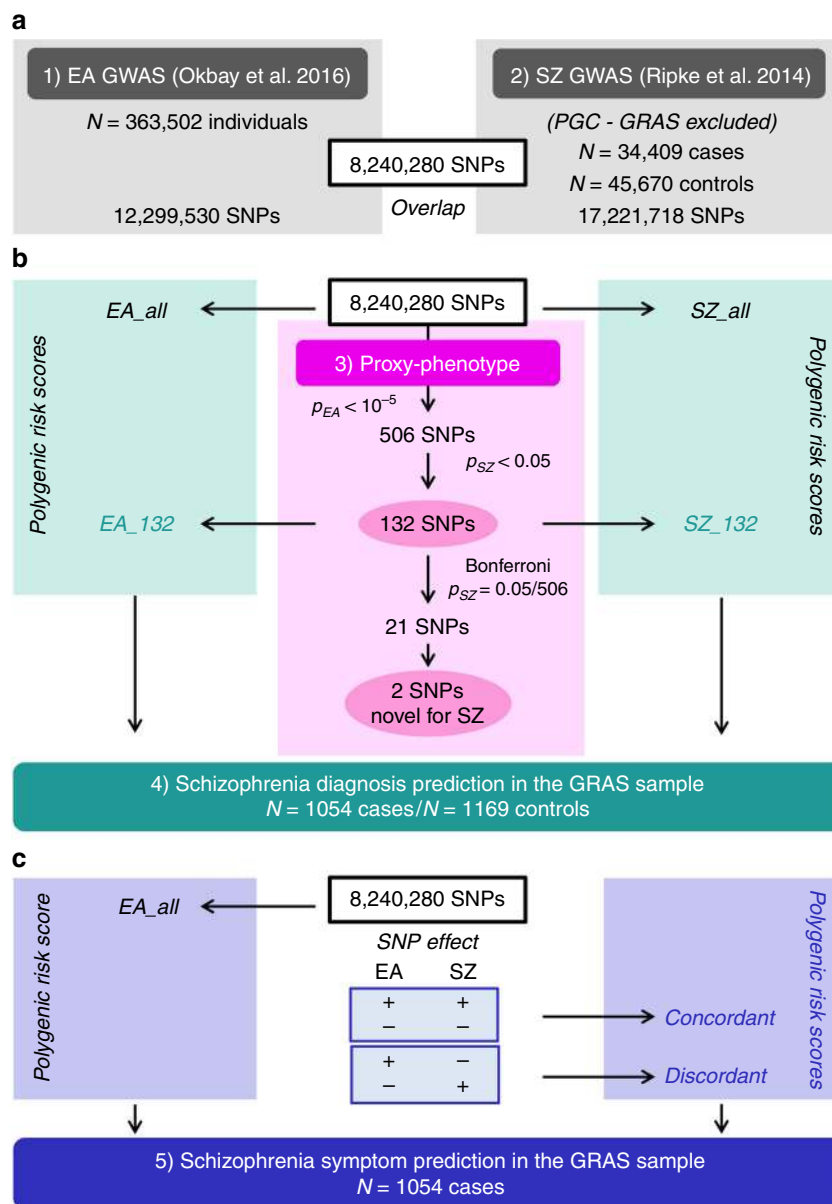 a
1) EA GWAS (Okbay et al. 2016)
N = 363,502 individuals
12,299,530 SNPs
8,240,280 SNPs
Overlap
2) SZ GWAS (Ripke et al. 2014)
(PGC - GRAS excluded)
N = 34,409 cases
N = 45,670 controls
17,221,718 SNPs
b
Polygenic risk scores
EA_all
EA_132
8,240,280 SNPs
3) Proxy-phenotype
pEA < 10⁻⁵
506 SNPs
pSZ < 0.05
132 SNPs
Bonferroni
pSZ = 0.05/506
21 SNPs
2 SNPs
novel for SZ
SZ_all
SZ_132
Polygenic risk scores
4) Schizophrenia diagnosis prediction in the GRAS sample
N = 1054 cases/N = 1169 controls
c
Polygenic risk score
EA_all
8,240,280 SNPs
SNP effect
EA SZ
+ +
– –
+ –
– +
Concordant
Discordant
Polygenic risk scores
5) Schizophrenia symptom prediction in the GRAS sample
N = 1054 cases